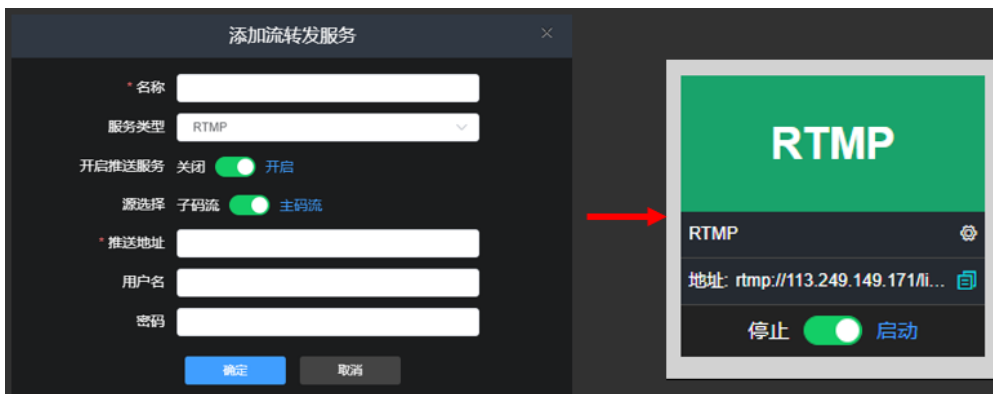 添加流转发服务
* 名称
服务类型 RTMP
开启推送服务 关闭 开启
源选择 子码流 主码流
* 推送地址
用户名
密码
确定 取消
RTMP
RTMP
地址: rtmp://113.249.149.171/li...
停止 启动